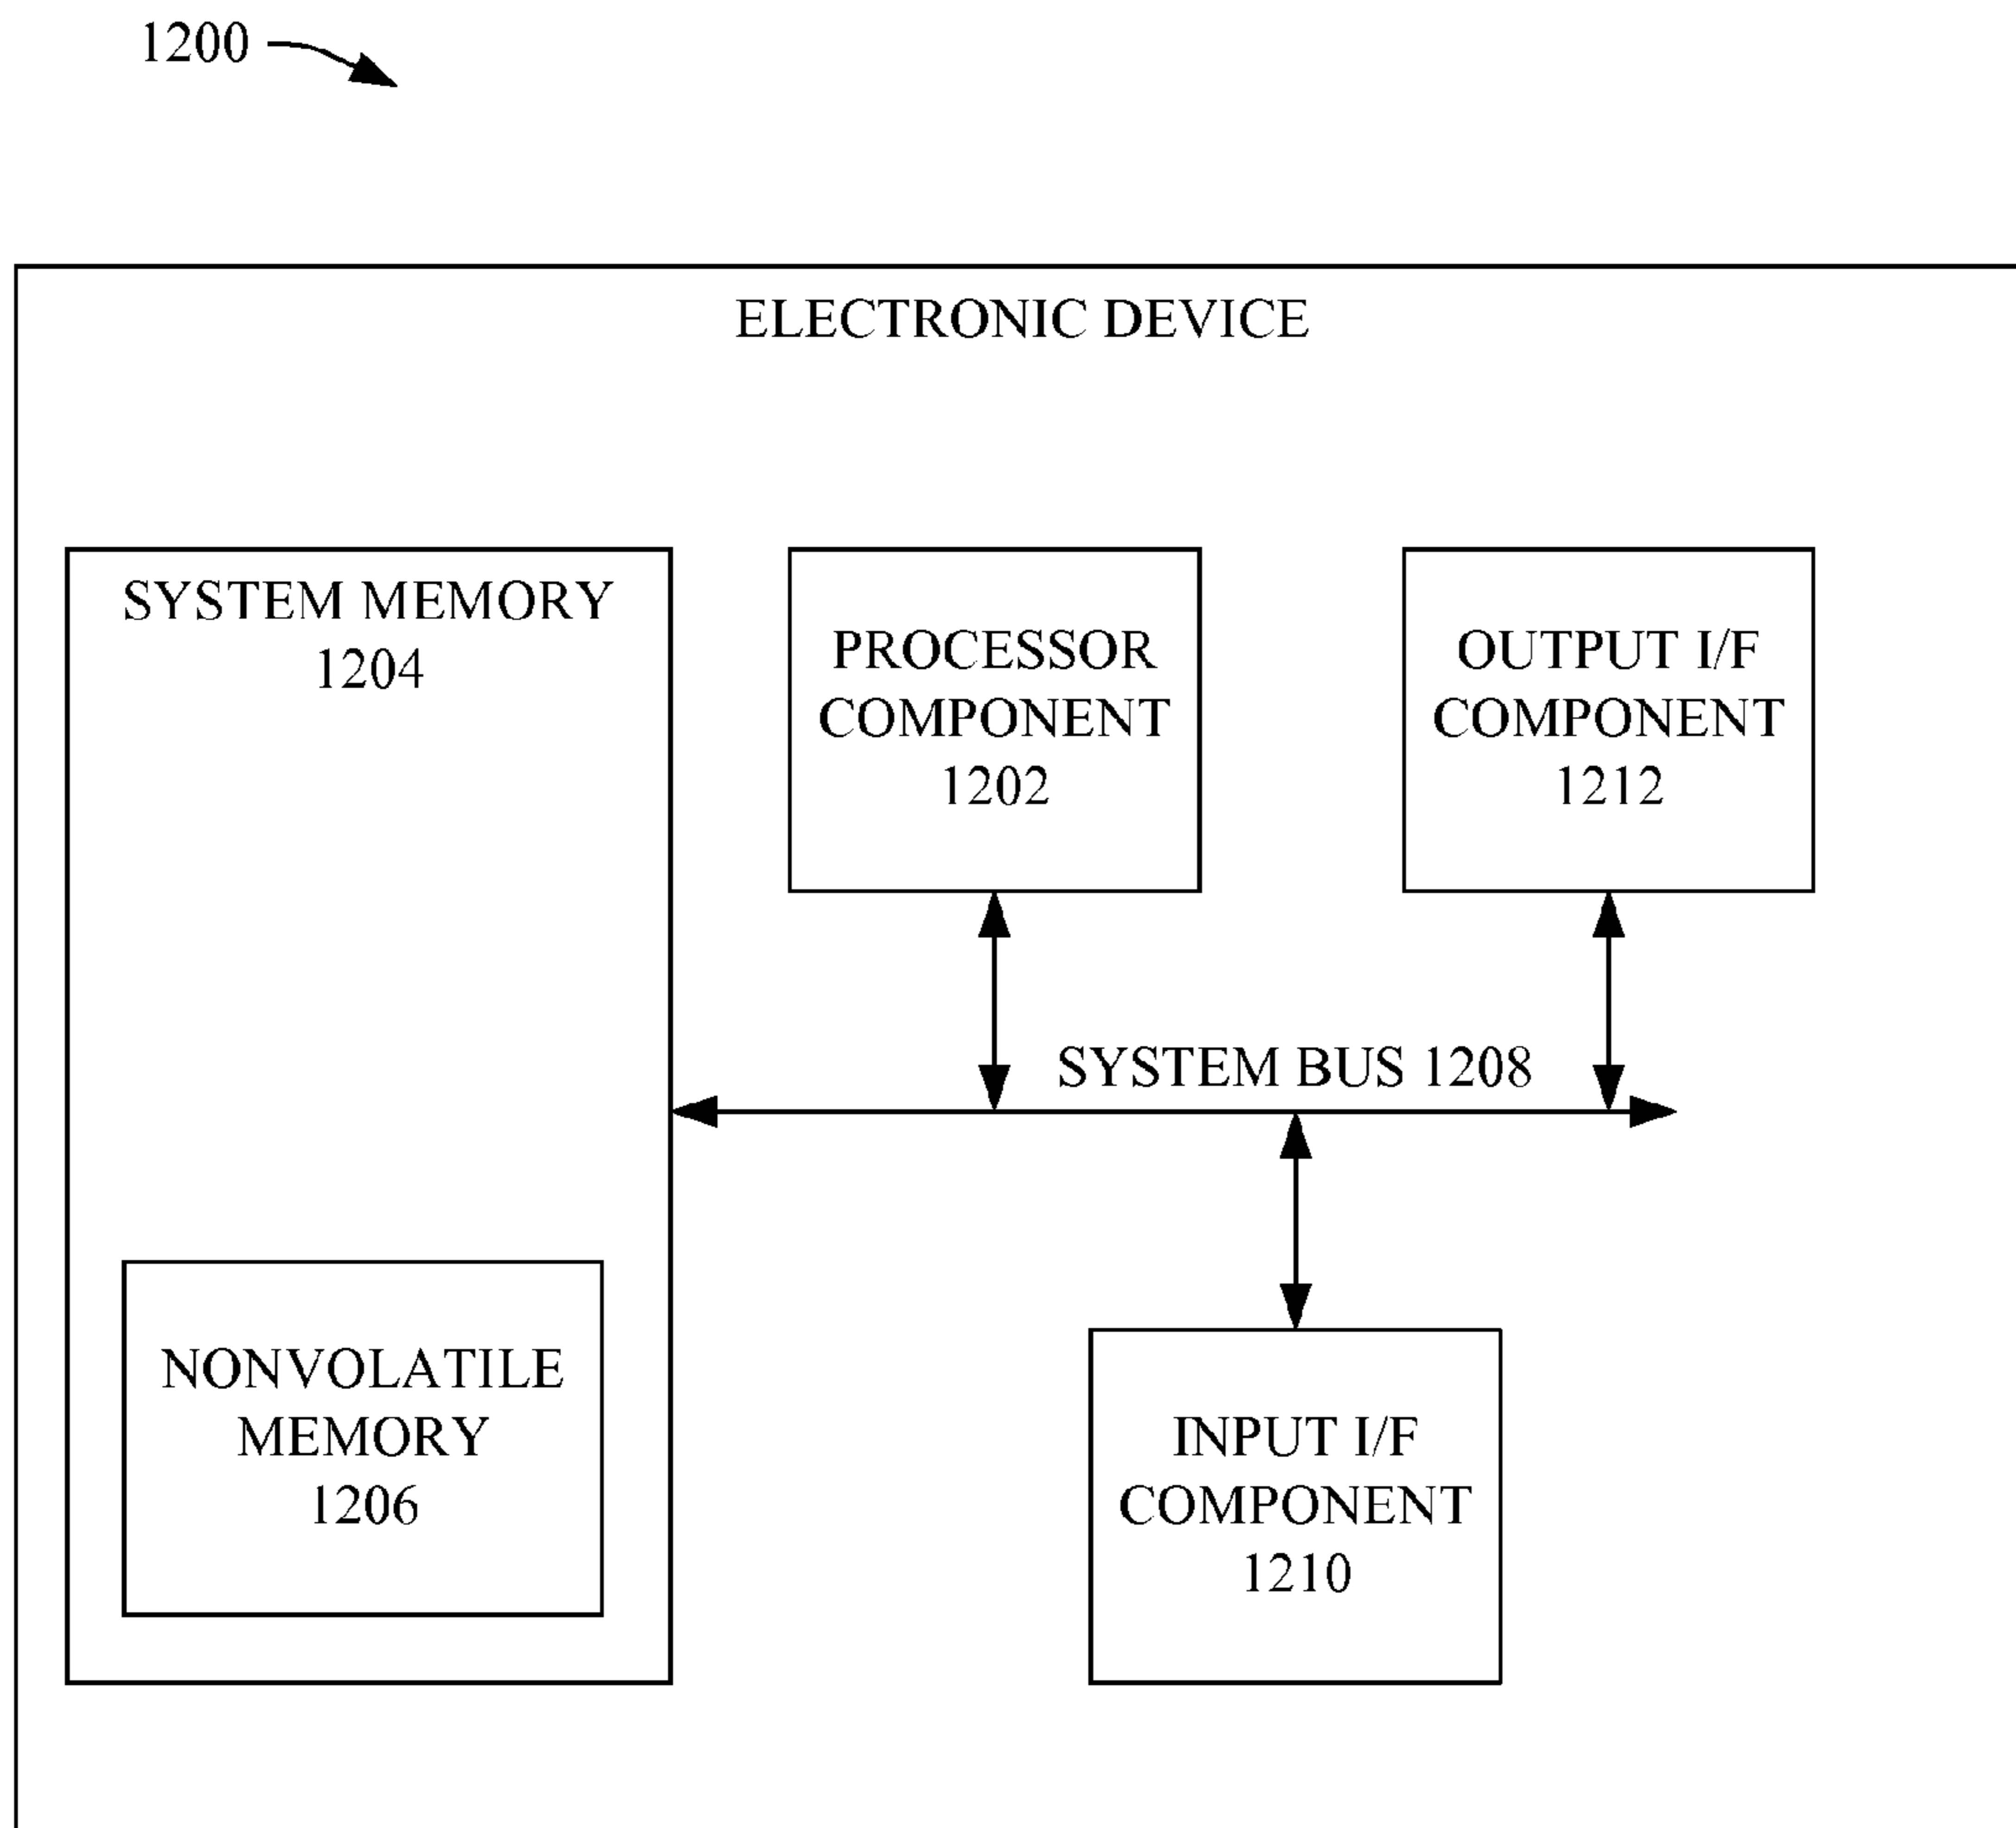 1200
ELECTRONIC DEVICE
SYSTEM MEMORY
1204
PROCESSOR
COMPONENT
1202
OUTPUT I/F
COMPONENT
1212
SYSTEM BUS 1208
NONVOLATILE
MEMORY
1206
INPUT I/F
COMPONENT
1210